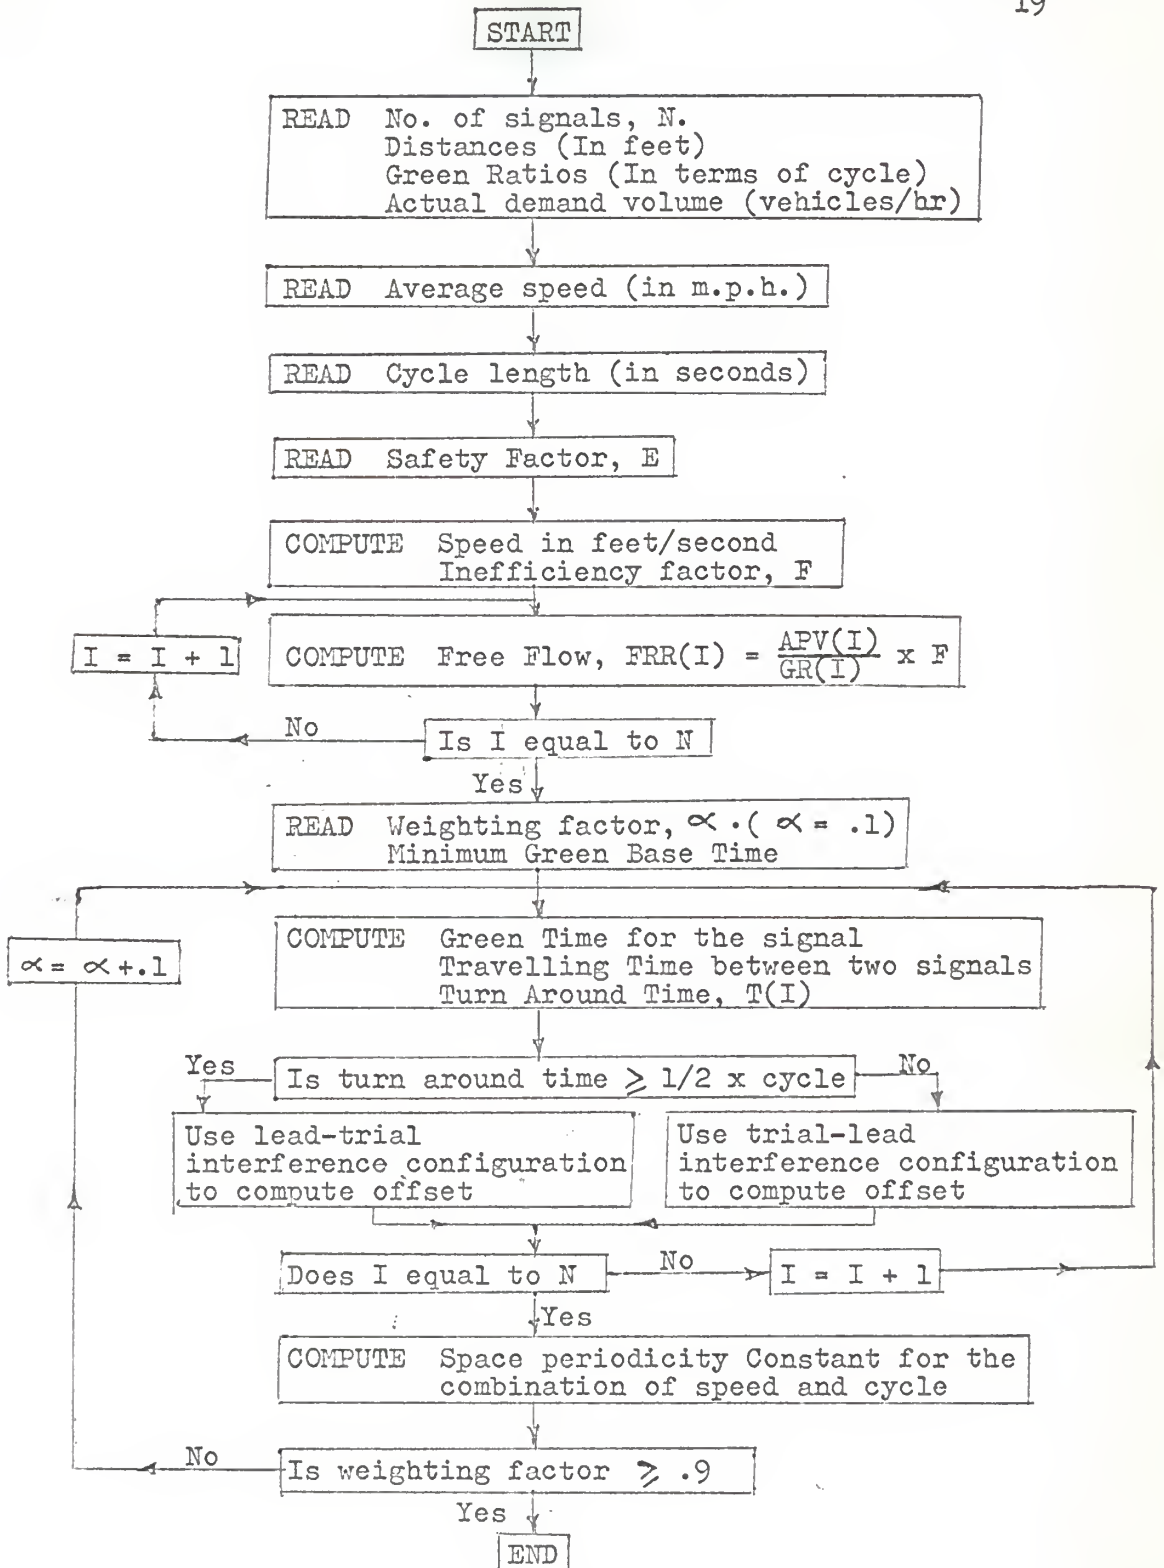 19
START
READ No. of signals, N.
Distances (In feet)
Green Ratios (In terms of cycle)
Actual demand volume (vehicles/hr)
READ Average speed (in m.p.h.)
READ Cycle length (in seconds)
READ Safety Factor, E
COMPUTE Speed in feet/second
Inefficiency factor, F
I = I + 1
COMPUTE Free Flow, FRR(I) = APV(I)/GR(I) x F
No
Is I equal to N
Yes
READ Weighting factor, ∝ .( ∝ = .1)
Minimum Green Base Time
∝ = ∝ +.1
COMPUTE Green Time for the signal
Travelling Time between two signals
Turn Around Time, T(I)
Yes
Is turn around time ⩾ 1/2 x cycle
No
Use lead-trial
interference configuration
to compute offset
Use trial-lead
interference configuration
to compute offset
Does I equal to N
No
I = I + 1
Yes
COMPUTE Space periodicity Constant for the
combination of speed and cycle
No
Is weighting factor ⩾ .9
Yes
END